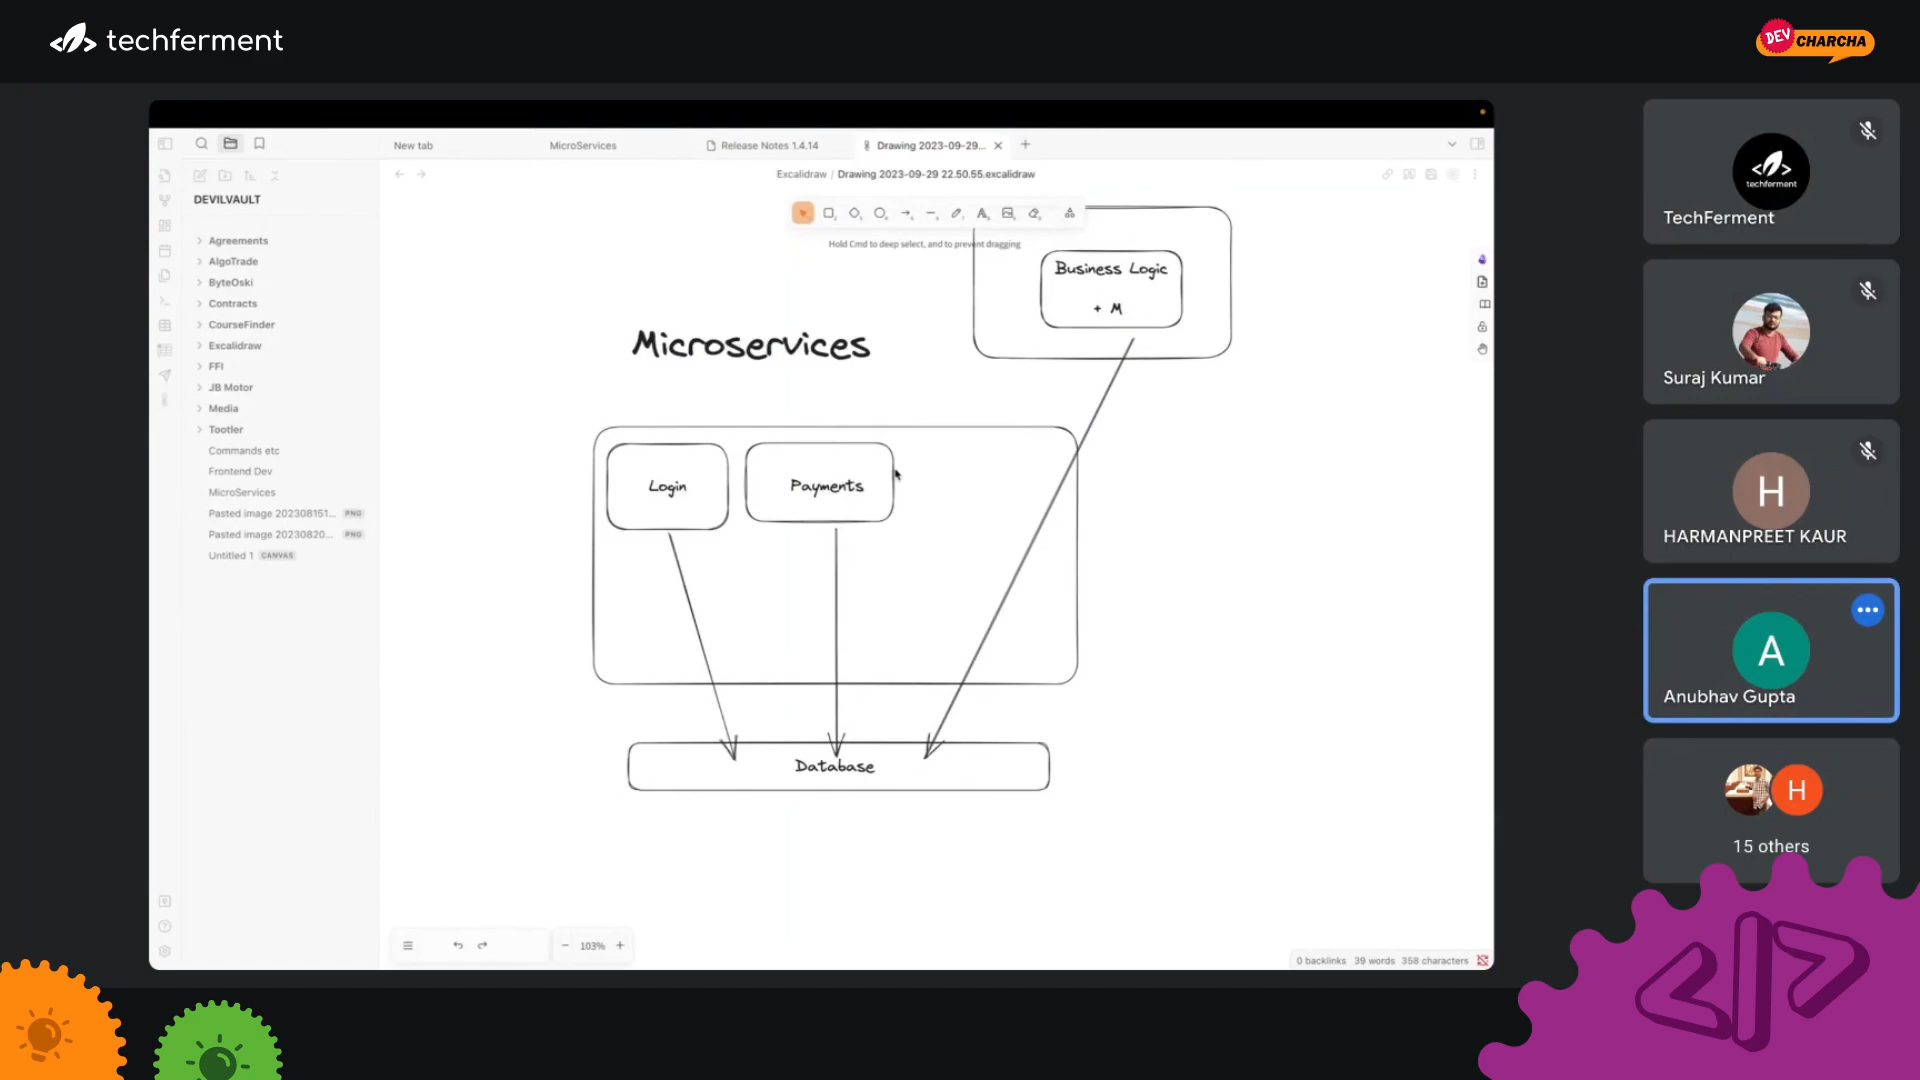 techferment
DEV
CHARCHA
New tab
MicroServices
Release Notes 1.4.14
Drawing 2023-09-29...
Excalidraw / Drawing 2023-09-29 22.50.55.excalidraw
Hold Cmd to deep select, and to prevent dragging
DEVILVAULT
Agreements
AlgoTrade
ByteOski
Contracts
CourseFinder
Excalidraw
FFI
JB Motor
Media
Tootler
Commands etc
Frontend Dev
MicroServices
Pasted image 202308151... PNG
Pasted image 20230820... PNG
Untitled 1 CANVAS
Business Logic
+ M
Microservices
Login
Payments
Database
103%
0 backlinks 39 words 358 characters
techferment
TechFerment
Suraj Kumar
H
HARMANPREET KAUR
A
Anubhav Gupta
H
15 others